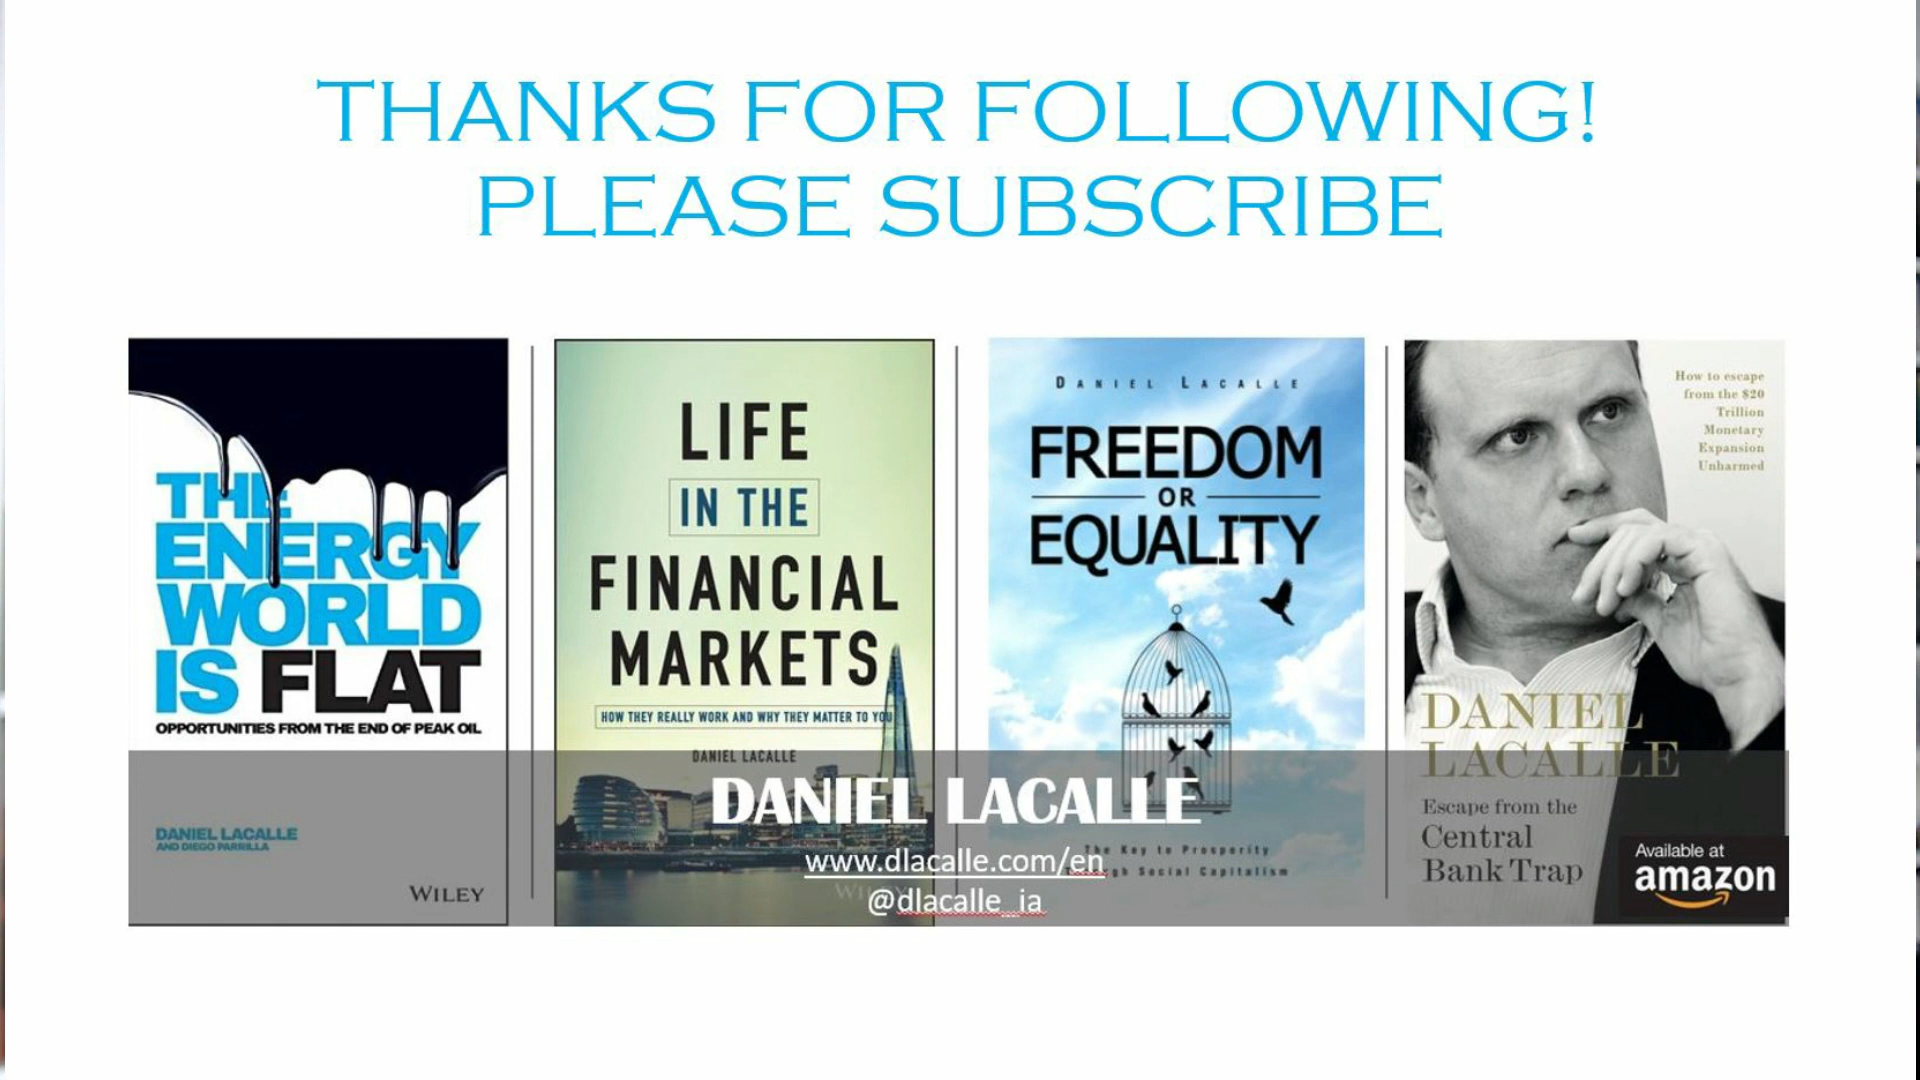 THANKS FOR FOLLOWING!
PLEASE SUBSCRIBE
THE
ENERGY
WORLD
IS FLAT
OPPORTUNITIES FROM THE END OF PEAK OIL
DANIEL LACALLE
AND DIEGO PARRILLA
WILEY
LIFE
IN THE
FINANCIAL
MARKETS
HOW THEY REALLY WORK AND WHY THEY MATTER TO YOU
DANIEL LACALLE
WILEY
DANIEL LACALLE
FREEDOM
OR
EQUALITY
The Key to Prosperity
Social Capitalism
How to escape
from the $20
Trillion
Monetary
Expansion
Unharmed
DANIEL
LACALLE
Escape from the
Central
Bank Trap
Available at
amazon
DANIEL LACALLE
www.dlacalle.com/en
@dlacalle_ia